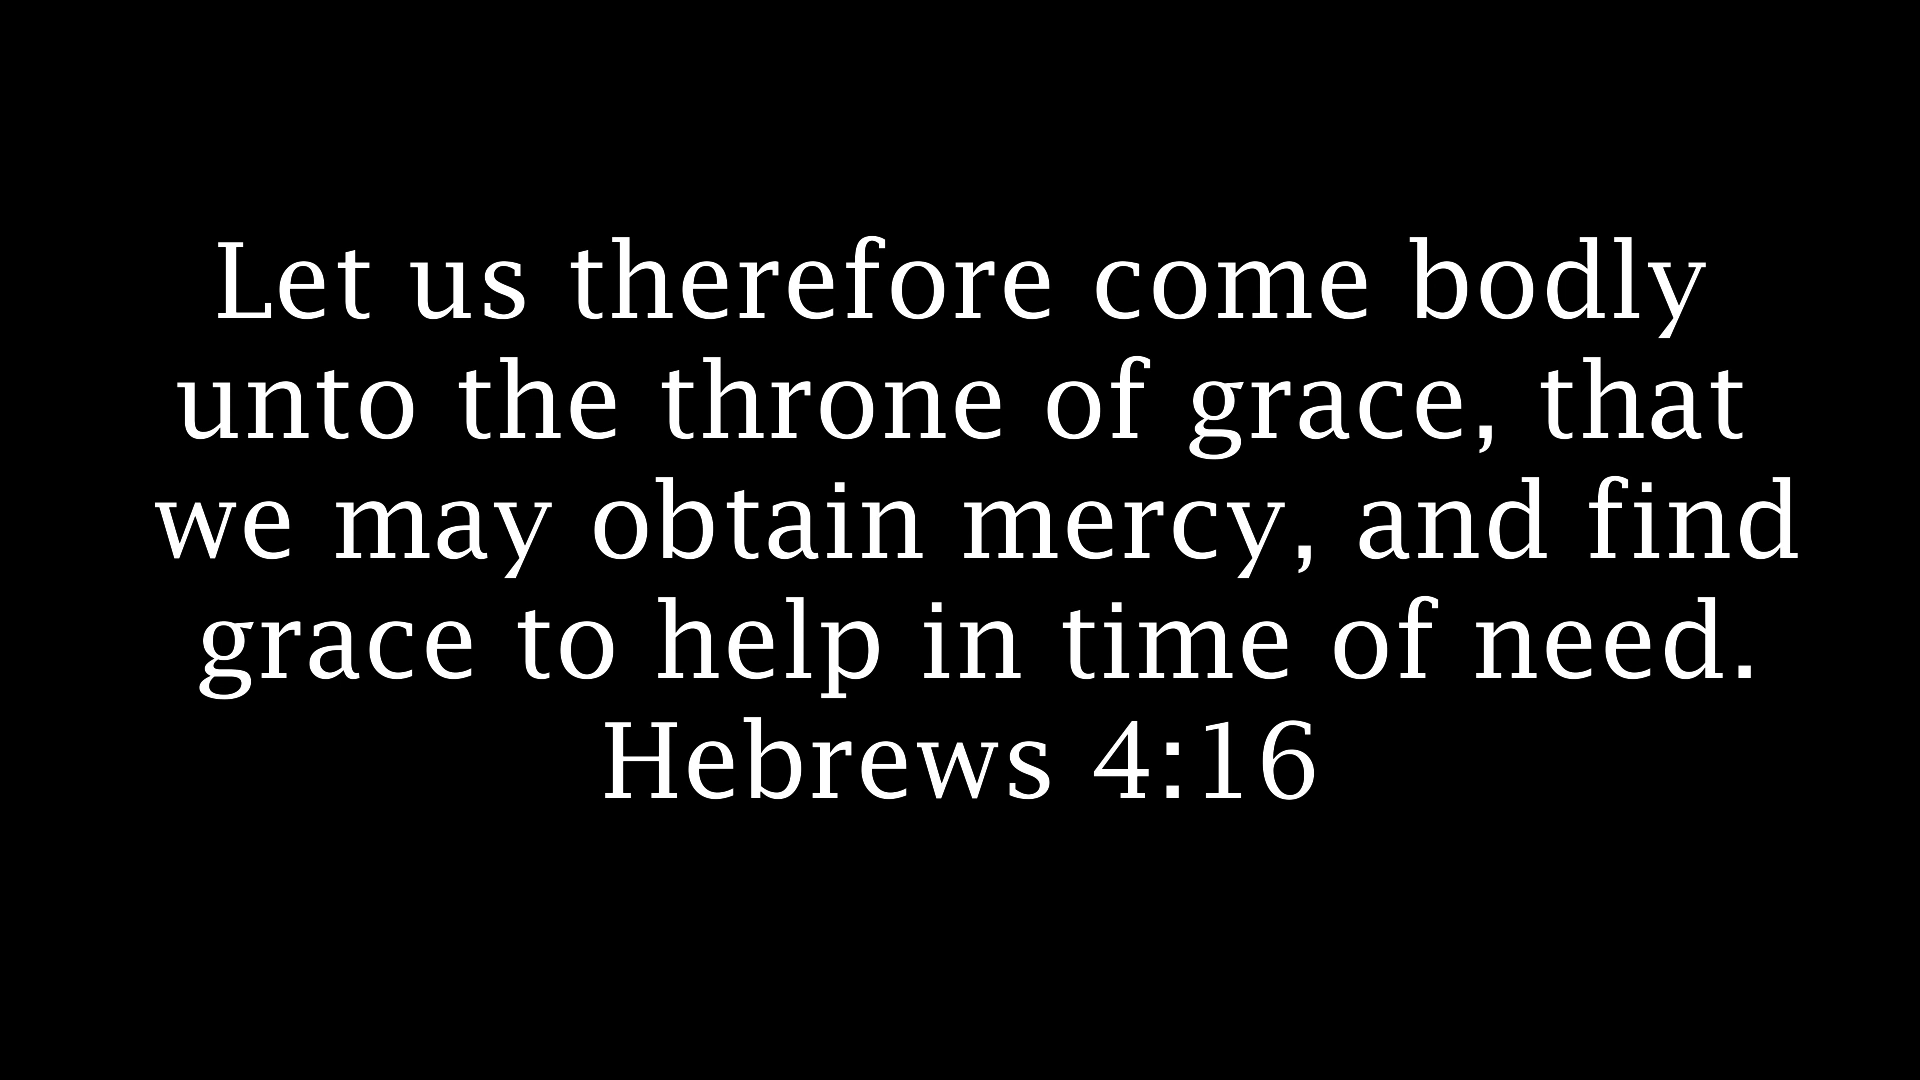 Let us therefore come bodly
unto the throne of grace, that
we may obtain mercy, and find
grace to help in time of need.
Hebrews 4:16